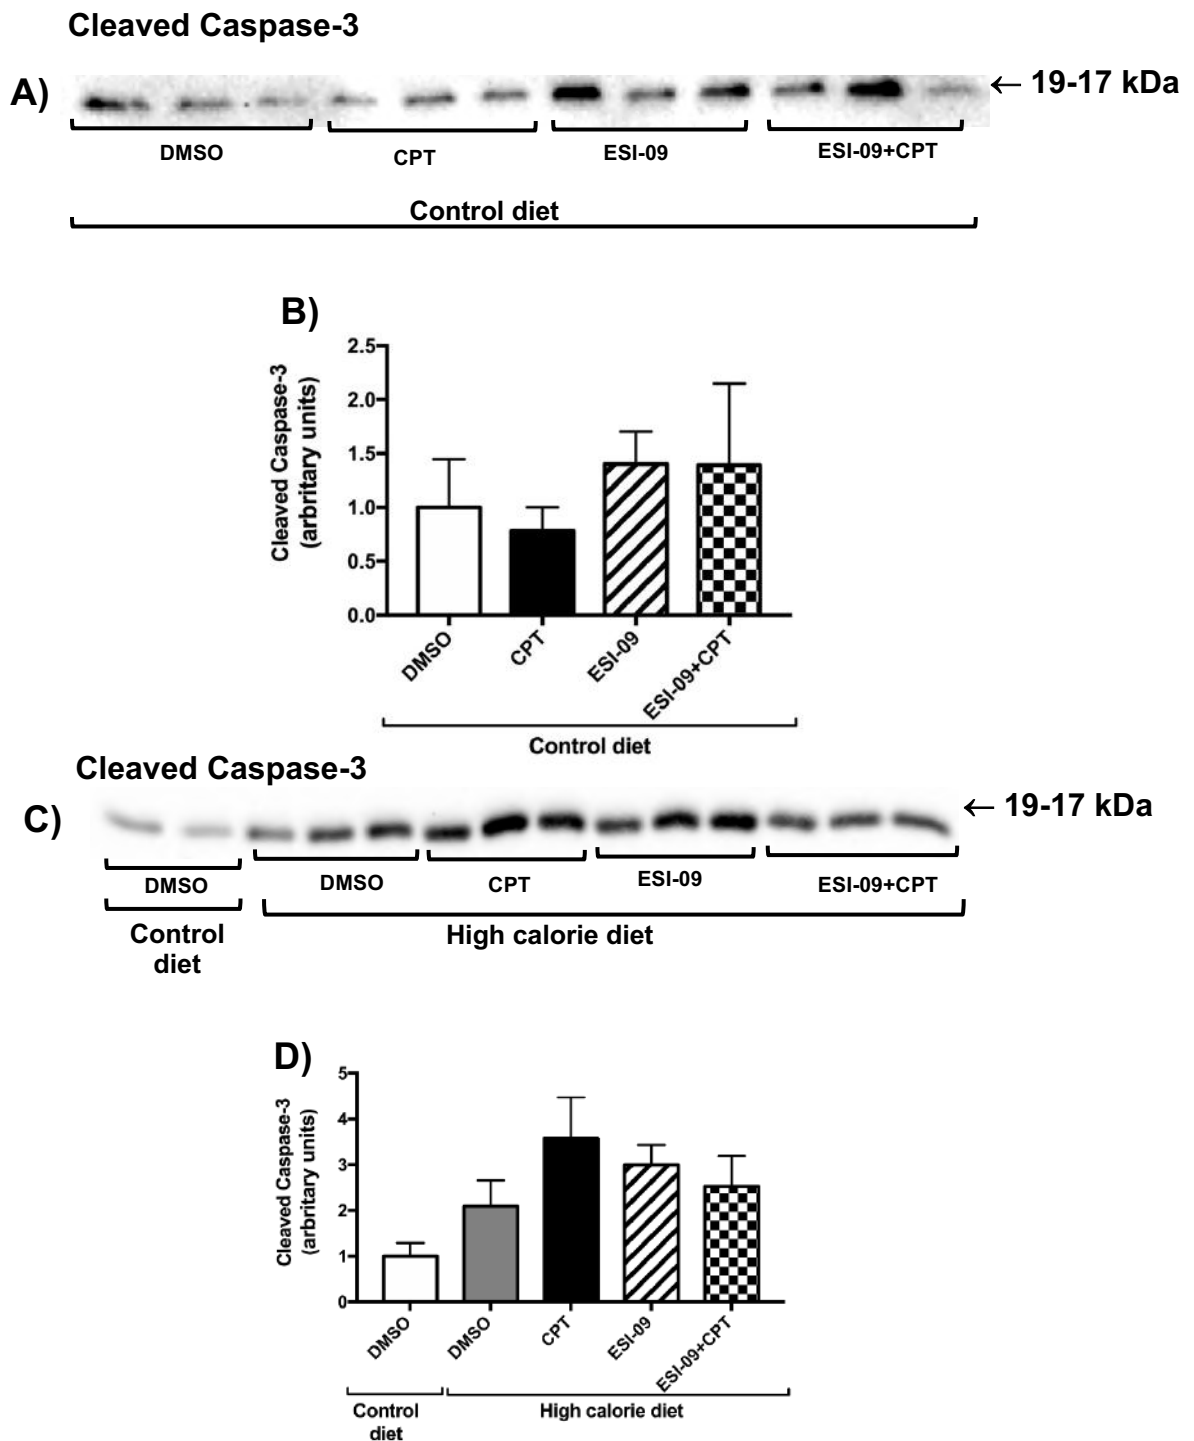 Cleaved Caspase-3
A)
← 19-17 kDa
DMSO
CPT
ESI-09
ESI-09+CPT
Control diet
B)
Cleaved Caspase-3
(arbritary units)
2.5
2.0
1.5
1.0
0.5
0.0
DMSO
CPT
ESI-09
ESI-09+CPT
Control diet
Cleaved Caspase-3
C)
← 19-17 kDa
DMSO
DMSO
CPT
ESI-09
ESI-09+CPT
Control
diet
High calorie diet
D)
Cleaved Caspase-3
(arbritary units)
5
4
3
2
1
0
DMSO
DMSO
CPT
ESI-09
ESI-09+CPT
Control
diet
High calorie diet